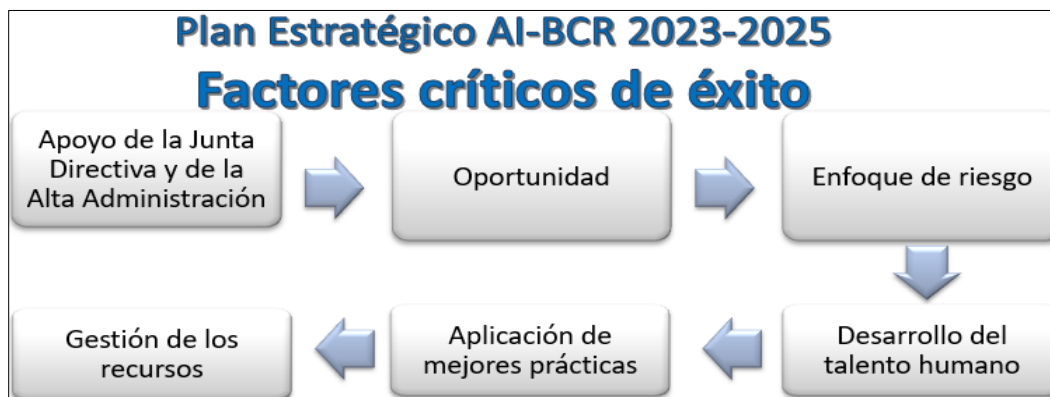 Plan Estratégico AI-BCR 2023-2025
Factores críticos de éxito
Apoyo de la Junta
Directiva y de la
Alta Administración
Oportunidad
Enfoque de riesgo
Desarrollo del
talento humano
Aplicación de
mejores prácticas
Gestión de los
recursos